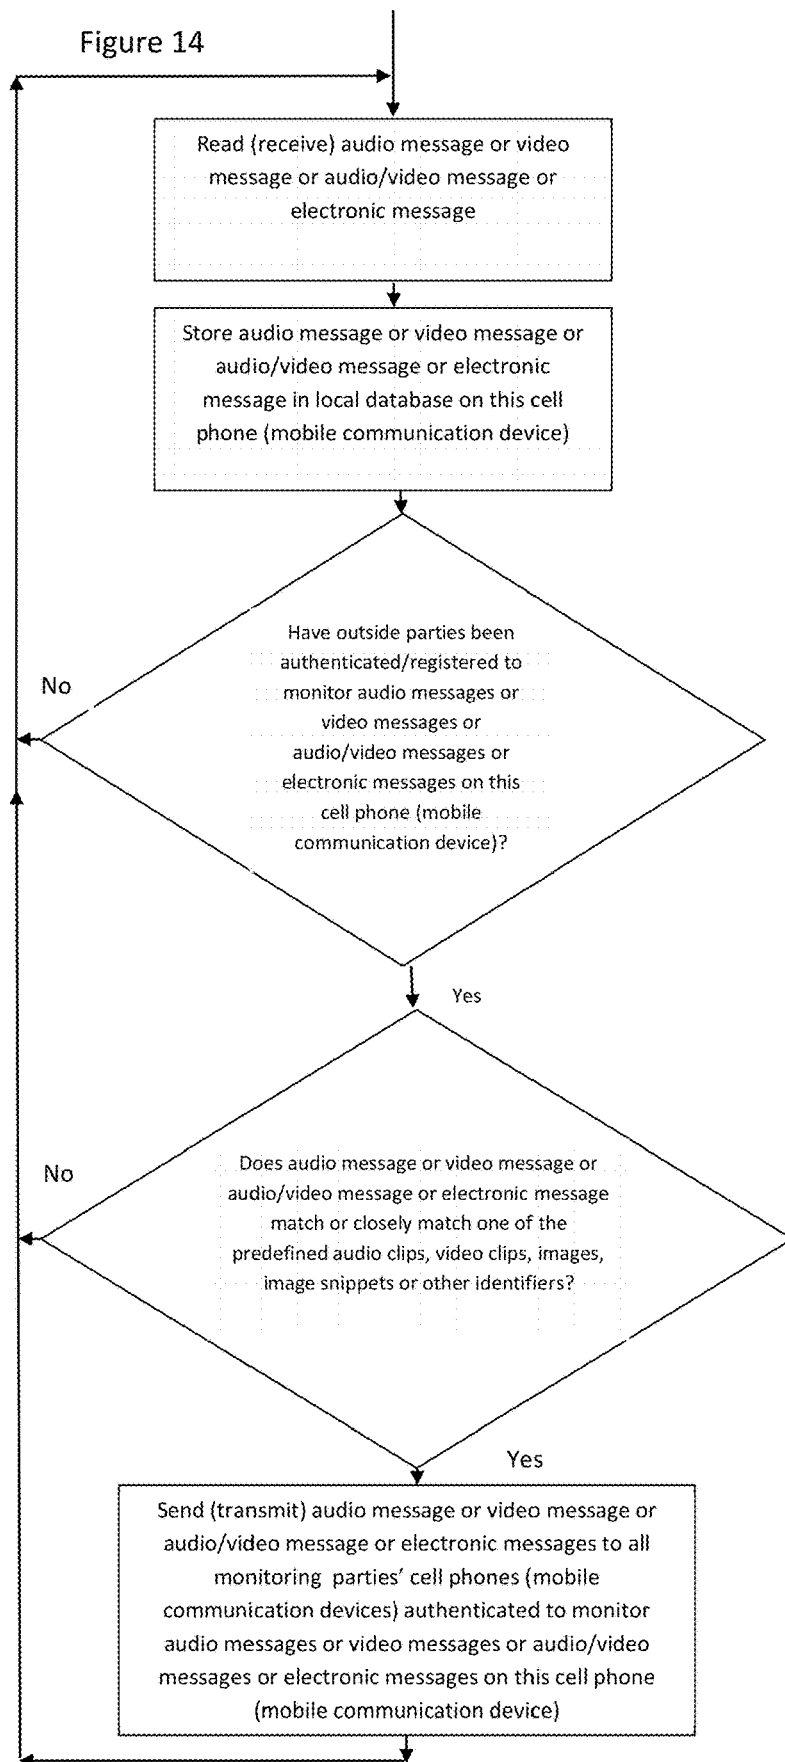 Figure 14
Read (receive) audio message or video
message or audio/video message or
electronic message
Store audio message or video message or
audio/video message or electronic
message in local database on this cell
phone (mobile communication device)
Have outside parties been
authenticated/registered to
monitor audio messages or
video messages or
audio/video messages or
electronic messages on this
cell phone (mobile
communication device)?
No
Yes
Does audio message or video message or
audio/video message or electronic message
match or closely match one of the
predefined audio clips, video clips, images,
image snippets or other identifiers?
No
Yes
Send (transmit) audio message or video message or
audio/video message or electronic messages to all
monitoring parties' cell phones (mobile
communication devices) authenticated to monitor
audio messages or video messages or audio/video
messages or electronic messages on this cell phone
(mobile communication device)